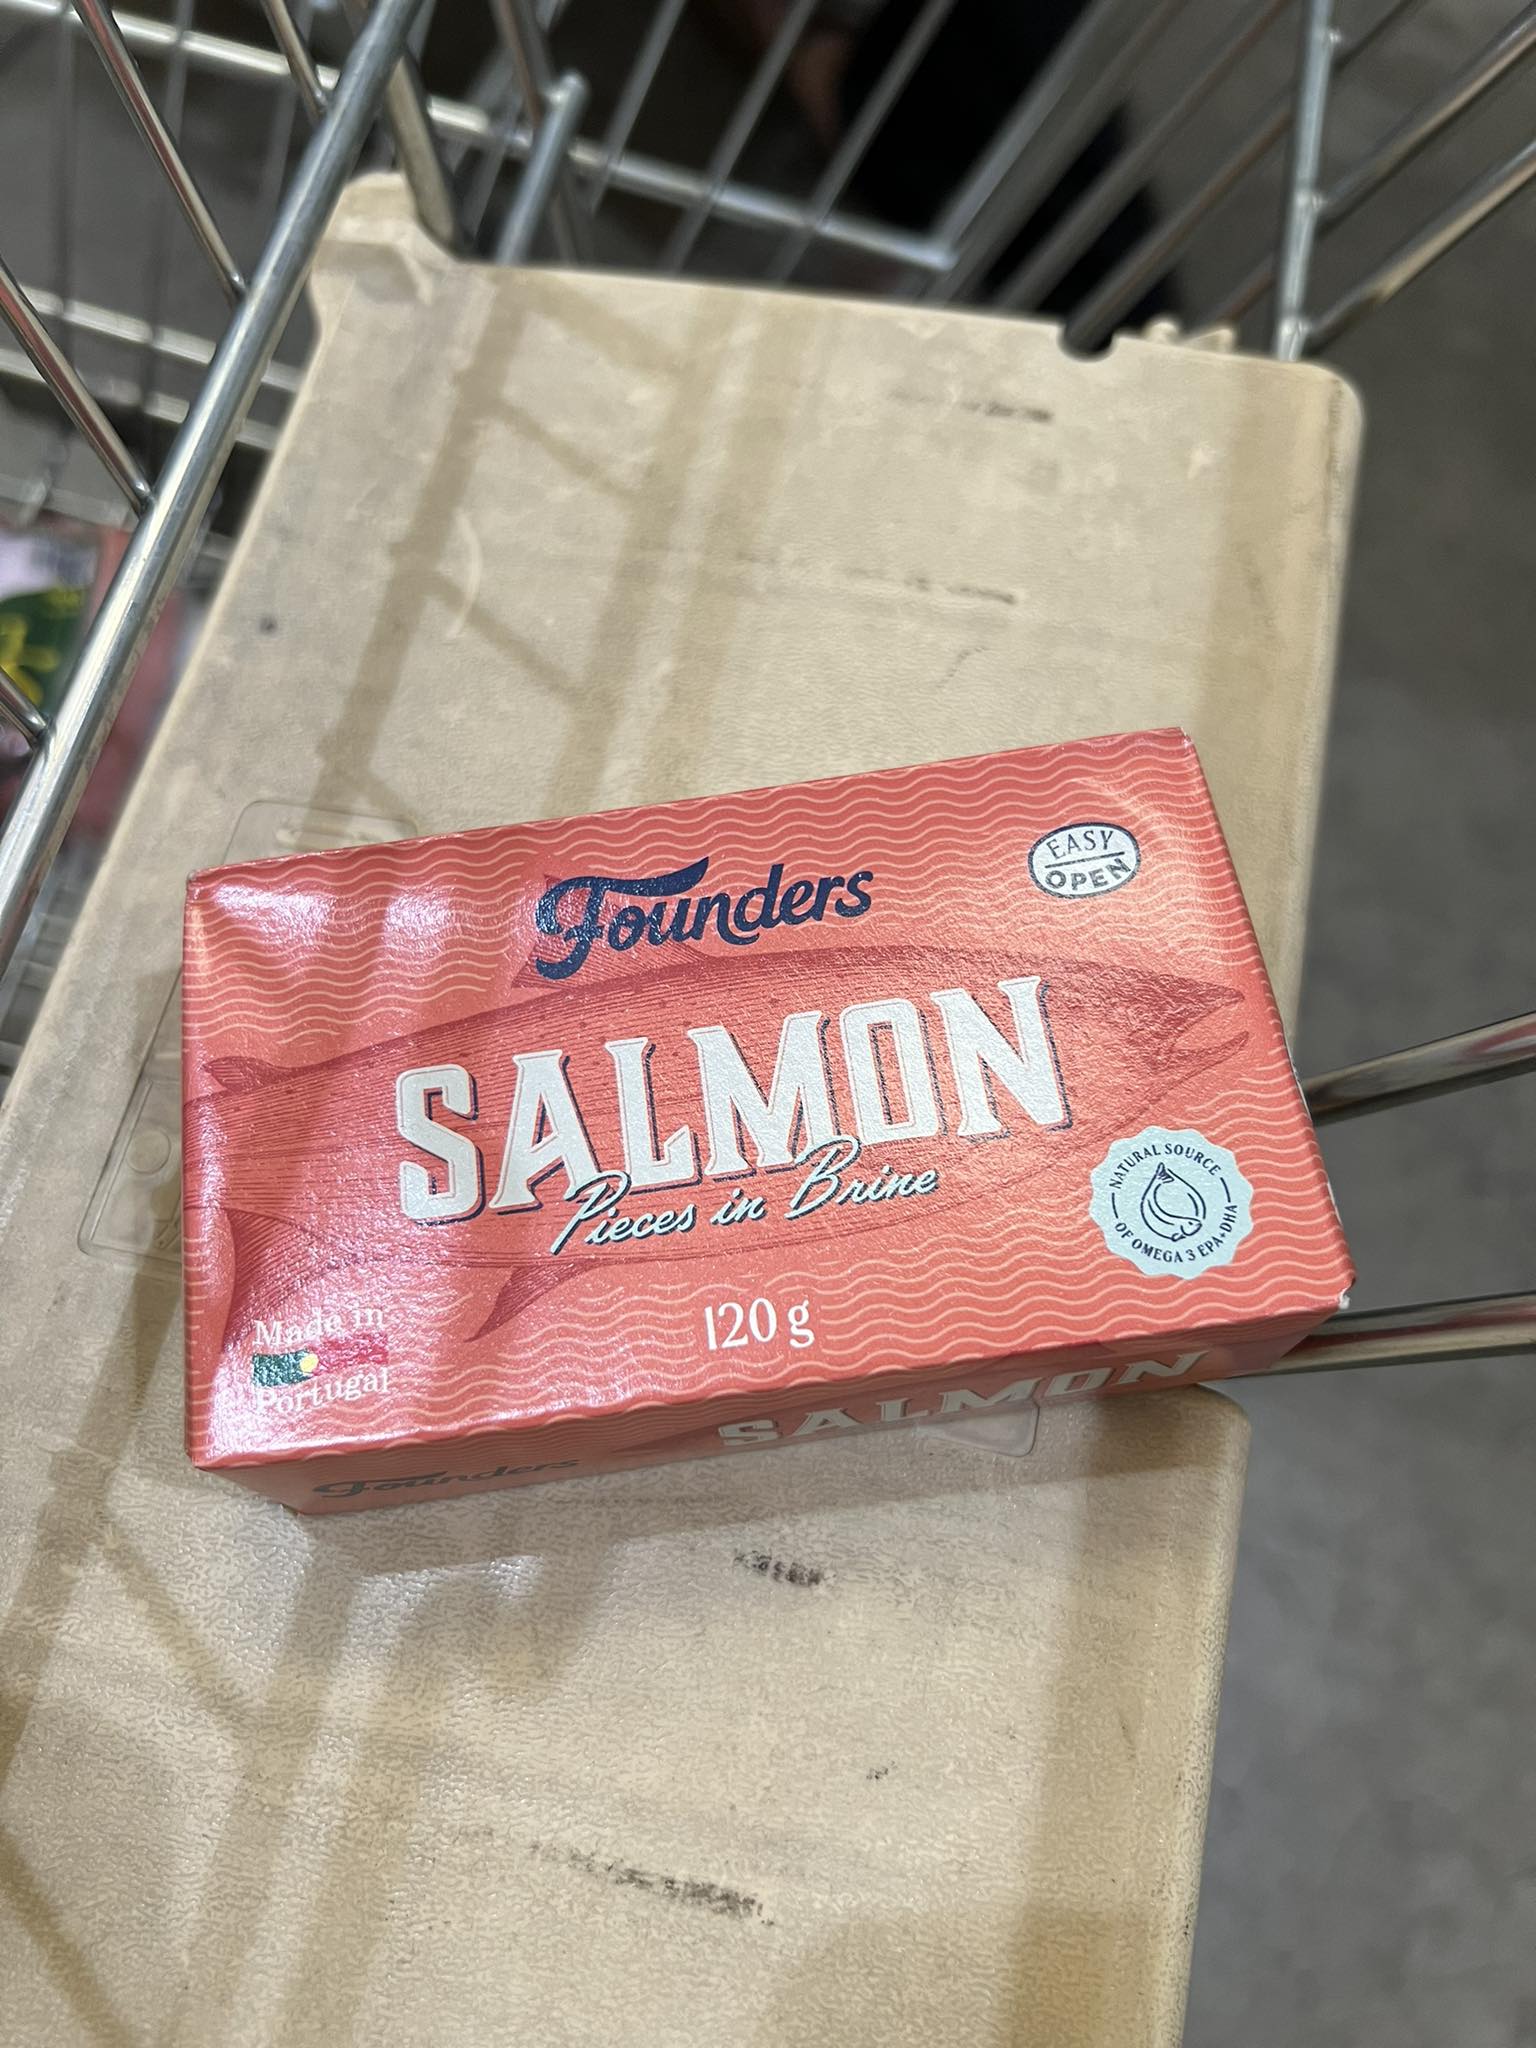 Founders
EASY
OPEN
SALMON
Pieces in Brine
NATURAL SOURCE
OF OMEGA 3 EPA+DHA
120 g
Made in
Portugal
Founders
SALMON